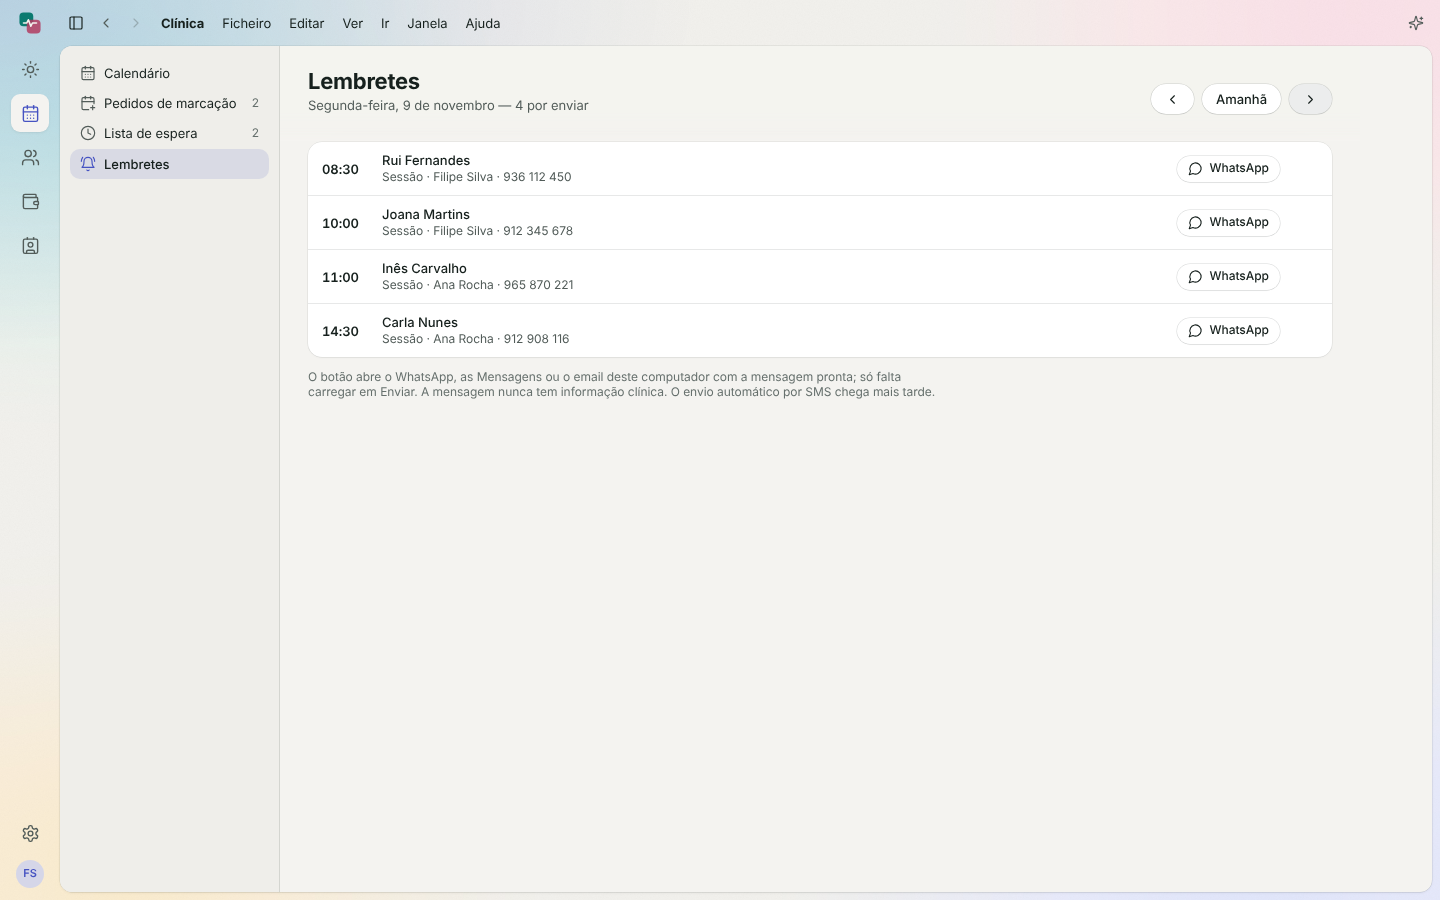 Clínica Ficheiro Editar Ver Ir Janela Ajuda
Calendário
Pedidos de marcação 2
Lista de espera 2
Lembretes
Lembretes
Segunda-feira, 9 de novembro — 4 por enviar
Amanhã
08:30 Rui Fernandes
Sessão · Filipe Silva · 936 112 450
WhatsApp
10:00 Joana Martins
Sessão · Filipe Silva · 912 345 678
WhatsApp
11:00 Inês Carvalho
Sessão · Ana Rocha · 965 870 221
WhatsApp
14:30 Carla Nunes
Sessão · Ana Rocha · 912 908 116
WhatsApp
O botão abre o WhatsApp, as Mensagens ou o email deste computador com a mensagem pronta; só falta
carregar em Enviar. A mensagem nunca tem informação clínica. O envio automático por SMS chega mais tarde.
FS